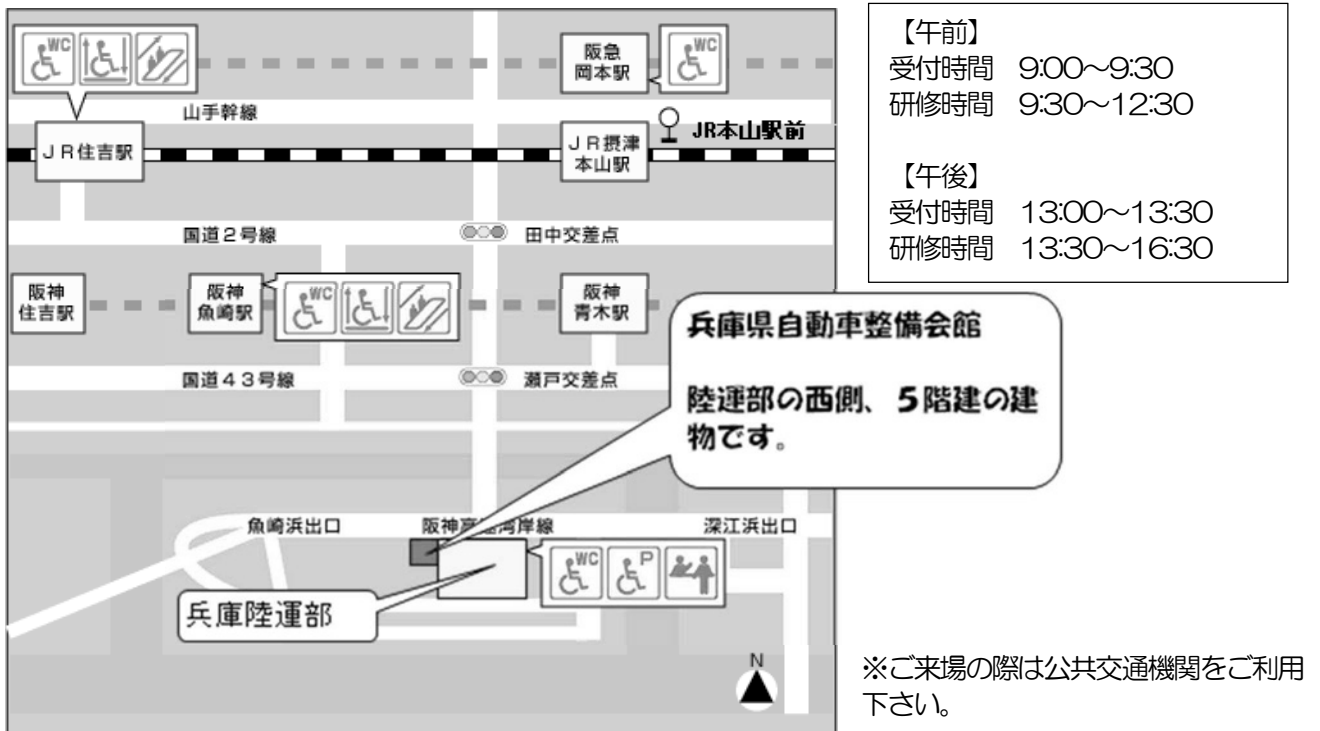 WC
阪急
岡本駅
WC
山手幹線
JR本山駅前
ＪＲ住吉駅
ＪＲ摂津
本山駅
国道２号線
田中交差点
阪神
住吉駅
阪神
魚崎駅
WC
阪神
青木駅
国道４３号線
瀬戸交差点
兵庫県自動車整備会館
陸運部の西側、５階建の建
物です。
魚崎浜出口
阪神高速湾岸線
深江浜出口
WC
P
兵庫陸運部
N
【午前】
受付時間　9:00～9:30
研修時間　9:30～12:30
【午後】
受付時間　13:00～13:30
研修時間　13:30～16:30
※ご来場の際は公共交通機関をご利用
下さい。